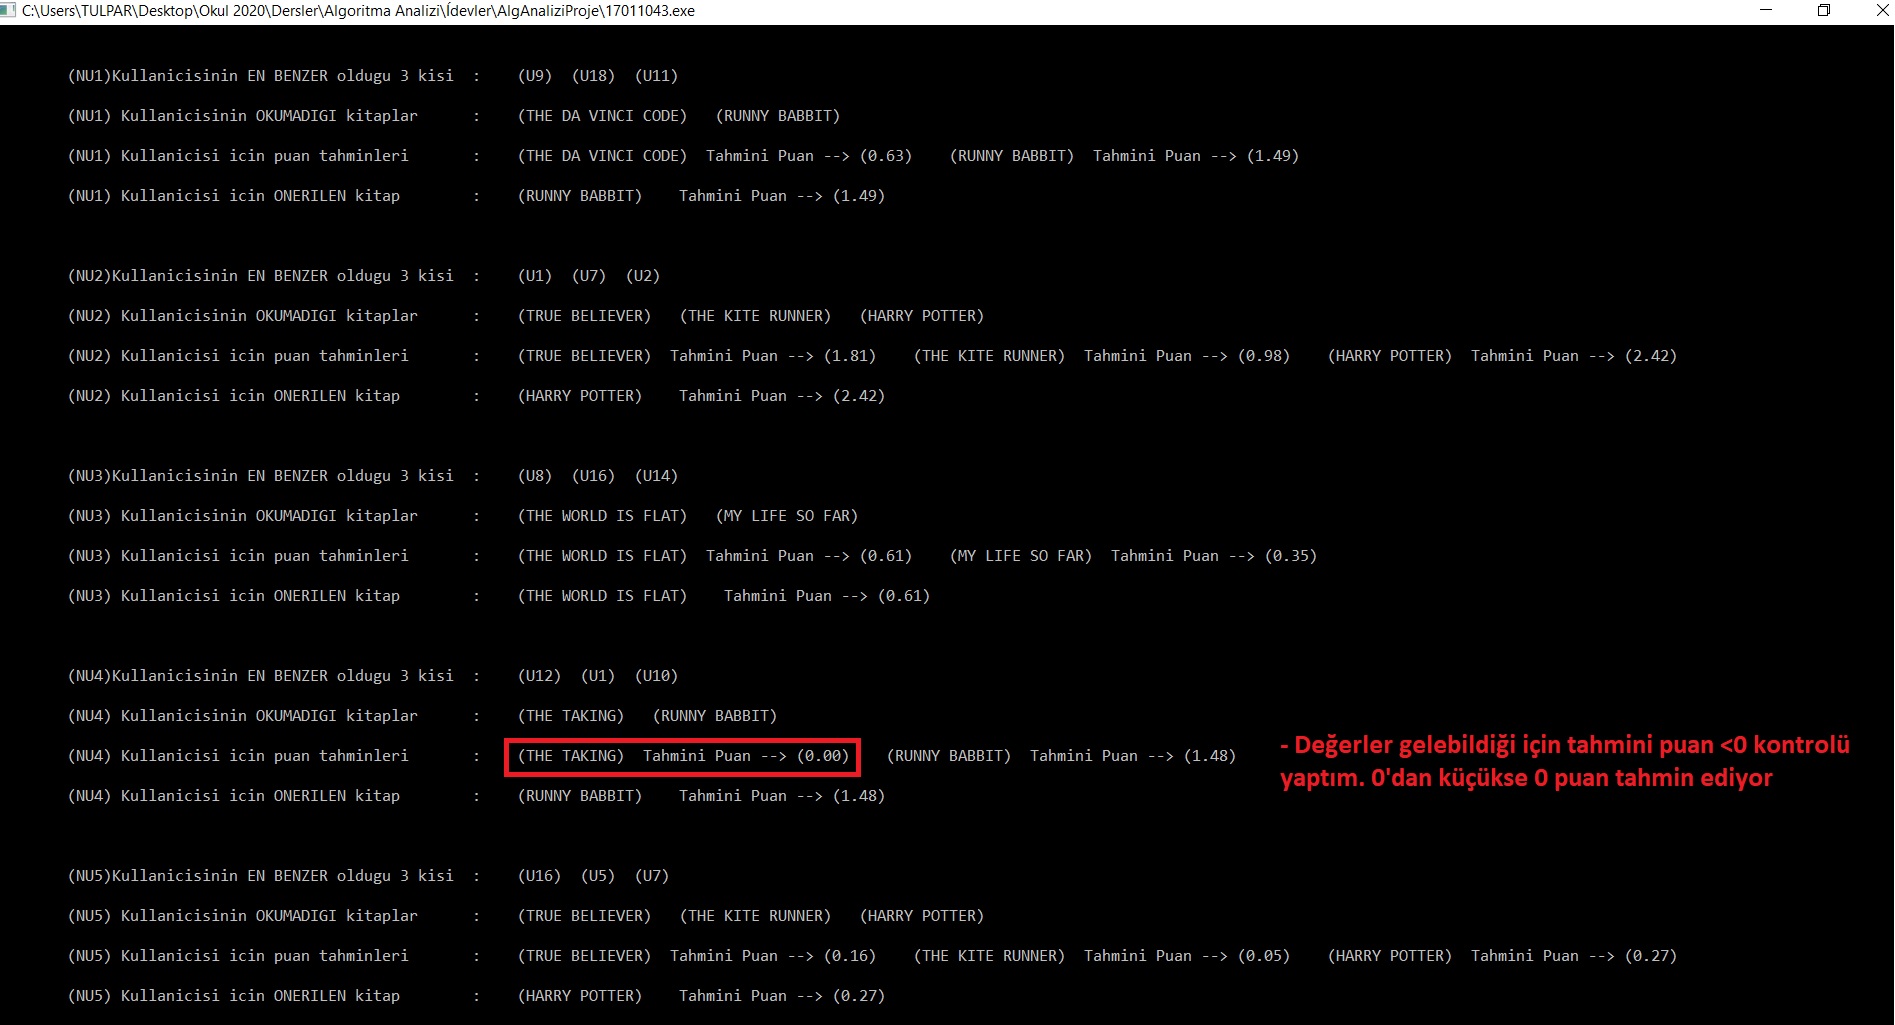 C:\Users\TULPAR\Desktop\Okul 2020\Dersler\Algoritma Analizi\İdevler\AlgAnaliziProje\17011043.exe
(NU1)Kullanicisinin EN BENZER oldugu 3 kisi : (U9) (U18) (U11)
(NU1) Kullanicisinin OKUMADIGI kitaplar : (THE DA VINCI CODE) (RUNNY BABBIT)
(NU1) Kullanicisi icin puan tahminleri : (THE DA VINCI CODE) Tahmini Puan --> (0.63) (RUNNY BABBIT) Tahmini Puan --> (1.49)
(NU1) Kullanicisi icin ONERILEN kitap : (RUNNY BABBIT) Tahmini Puan --> (1.49)
(NU2)Kullanicisinin EN BENZER oldugu 3 kisi : (U1) (U7) (U2)
(NU2) Kullanicisinin OKUMADIGI kitaplar : (TRUE BELIEVER) (THE KITE RUNNER) (HARRY POTTER)
(NU2) Kullanicisi icin puan tahminleri : (TRUE BELIEVER) Tahmini Puan --> (1.81) (THE KITE RUNNER) Tahmini Puan --> (0.98) (HARRY POTTER) Tahmini Puan --> (2.42)
(NU2) Kullanicisi icin ONERILEN kitap : (HARRY POTTER) Tahmini Puan --> (2.42)
(NU3)Kullanicisinin EN BENZER oldugu 3 kisi : (U8) (U16) (U14)
(NU3) Kullanicisinin OKUMADIGI kitaplar : (THE WORLD IS FLAT) (MY LIFE SO FAR)
(NU3) Kullanicisi icin puan tahminleri : (THE WORLD IS FLAT) Tahmini Puan --> (0.61) (MY LIFE SO FAR) Tahmini Puan --> (0.35)
(NU3) Kullanicisi icin ONERILEN kitap : (THE WORLD IS FLAT) Tahmini Puan --> (0.61)
(NU4)Kullanicisinin EN BENZER oldugu 3 kisi : (U12) (U1) (U10)
(NU4) Kullanicisinin OKUMADIGI kitaplar : (THE TAKING) (RUNNY BABBIT)
(NU4) Kullanicisi icin puan tahminleri : (THE TAKING) Tahmini Puan --> (0.00) (RUNNY BABBIT) Tahmini Puan --> (1.48)
(NU4) Kullanicisi icin ONERILEN kitap : (RUNNY BABBIT) Tahmini Puan --> (1.48)
- Değerler gelebildiği için tahmini puan <0 kontrolü
yaptım. 0'dan küçükse 0 puan tahmin ediyor
(NU5)Kullanicisinin EN BENZER oldugu 3 kisi : (U16) (U5) (U7)
(NU5) Kullanicisinin OKUMADIGI kitaplar : (TRUE BELIEVER) (THE KITE RUNNER) (HARRY POTTER)
(NU5) Kullanicisi icin puan tahminleri : (TRUE BELIEVER) Tahmini Puan --> (0.16) (THE KITE RUNNER) Tahmini Puan --> (0.05) (HARRY POTTER) Tahmini Puan --> (0.27)
(NU5) Kullanicisi icin ONERILEN kitap : (HARRY POTTER) Tahmini Puan --> (0.27)